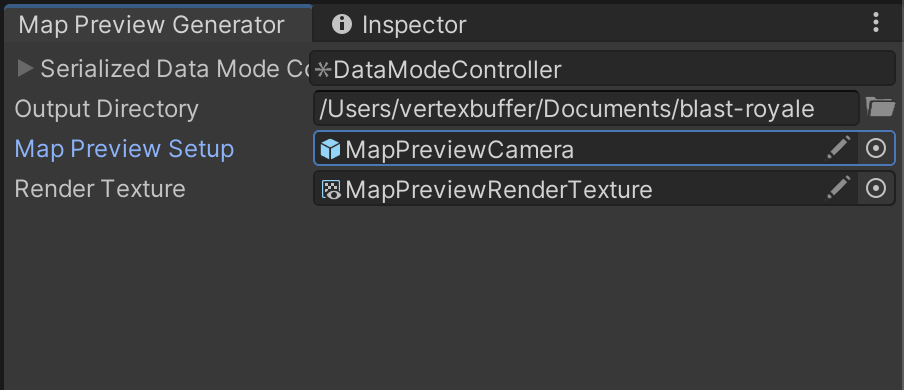 Map Preview Generator Inspector
Serialized Data Mode Co DataModeController
Output Directory /Users/vertexbuffer/Documents/blast-royale
Map Preview Setup MapPreviewCamera
Render Texture MapPreviewRenderTexture